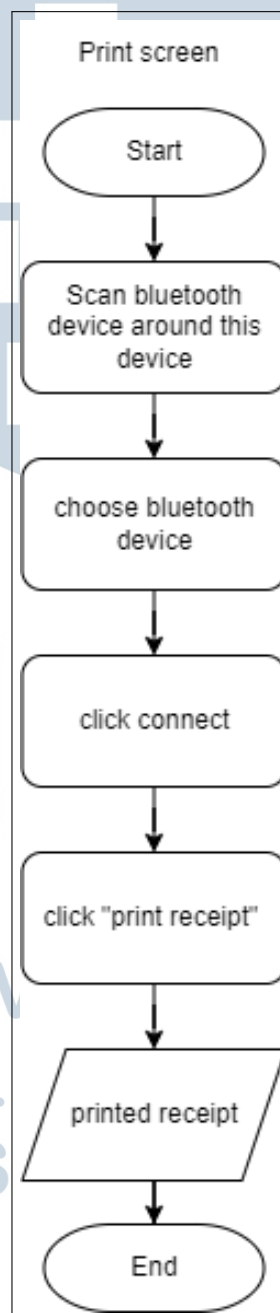 Print screen
Start
Scan bluetooth
device around this
device
choose bluetooth
device
click connect
click "print receipt"
printed receipt
End